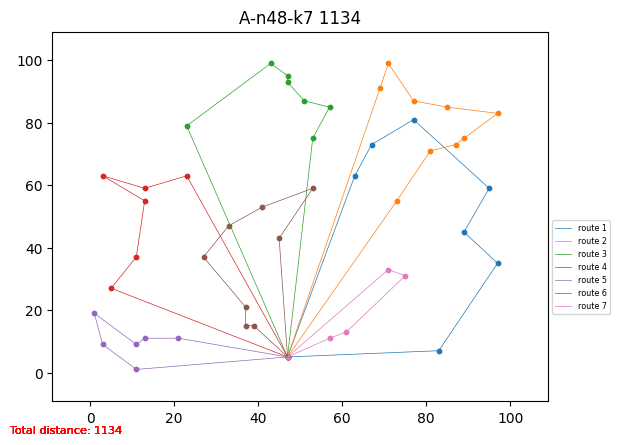 A-n48-k7 1134
100
80
60
40
20
0
0 20 40 60 80 100
route 1
route 2
route 3
route 4
route 5
route 6
route 7
Total distance: 1134